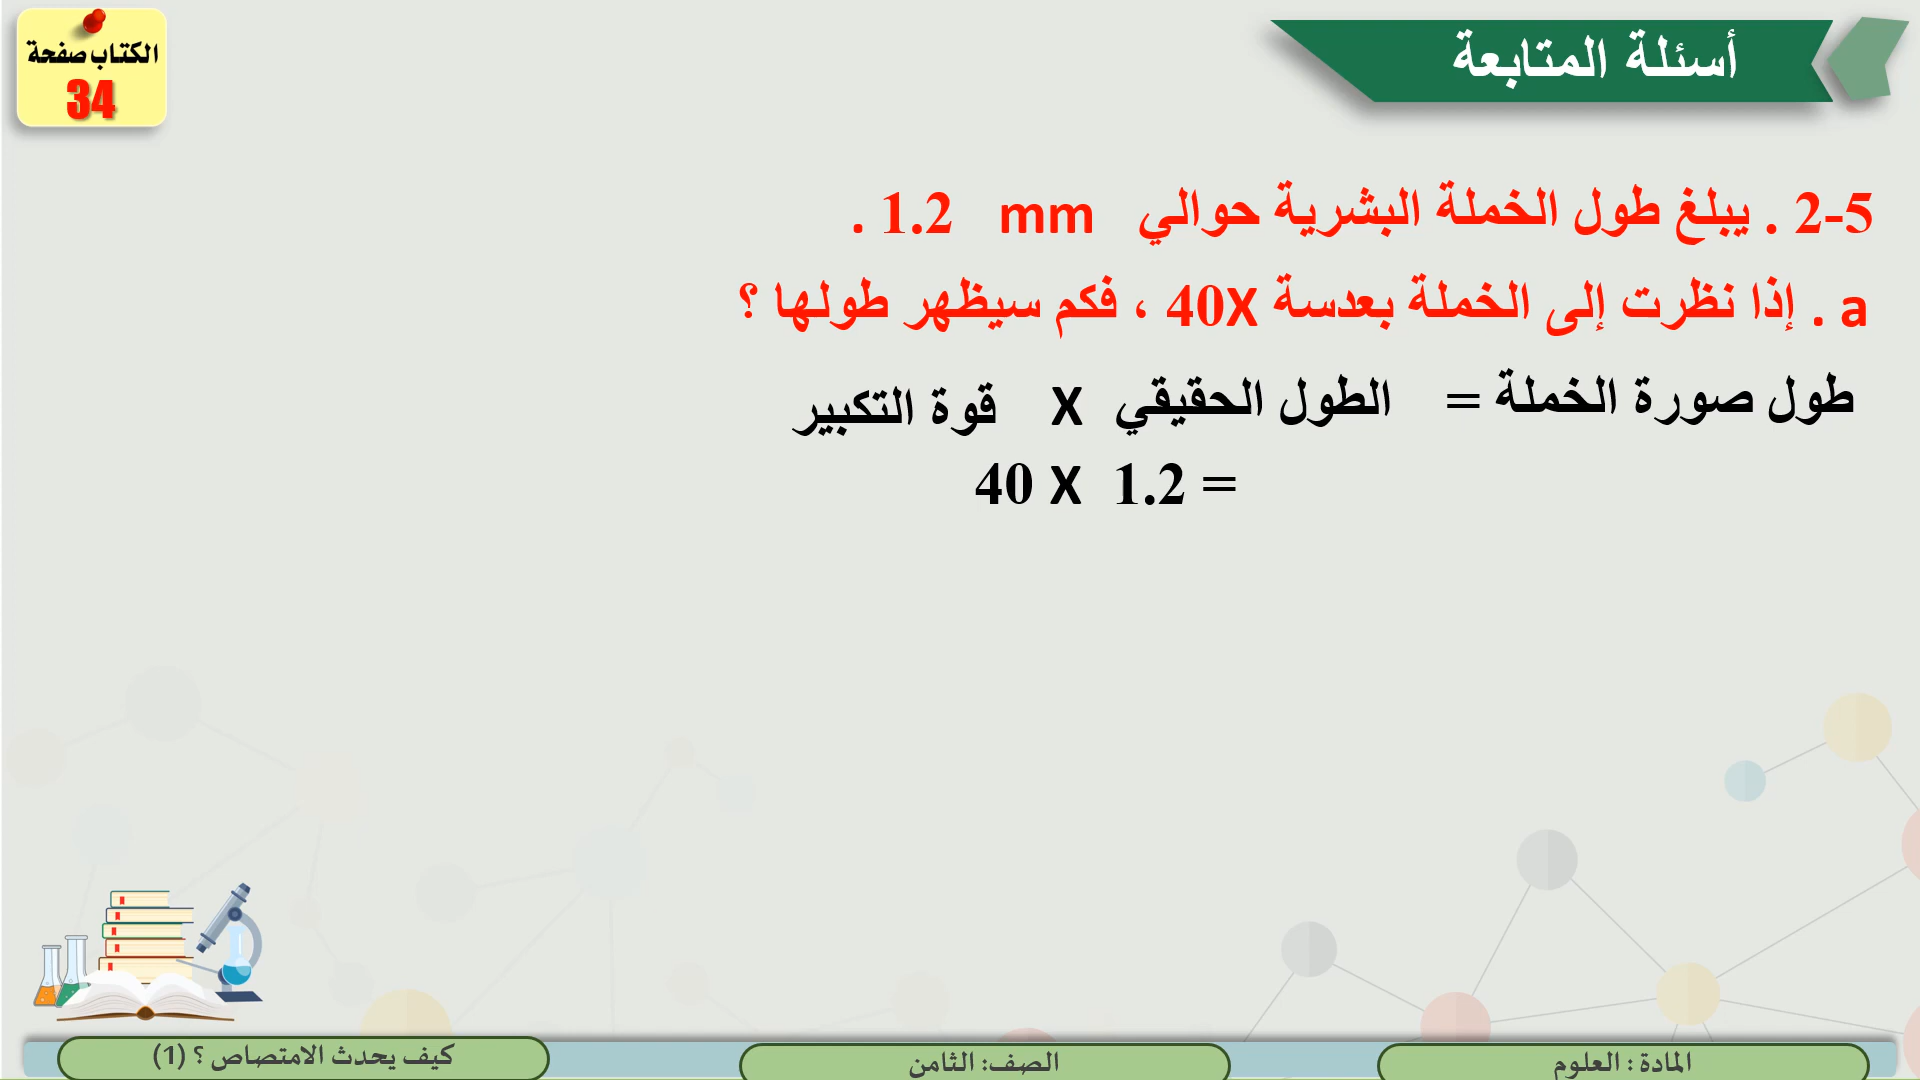 أسئلة المتابعة
الكتاب صفحة
34
2-5 . يبلغ طول الخملة البشرية حوالي 1.2 mm .
a . إذا نظرت إلى الخملة بعدسة 40X ، فكم سيظهر طولها ؟
طول صورة الخملة = الطول الحقيقي X قوة التكبير
= 1.2 X 40
المادة : العلوم
الصف: الثامن
كيف يحدث الامتصاص ؟ (1)